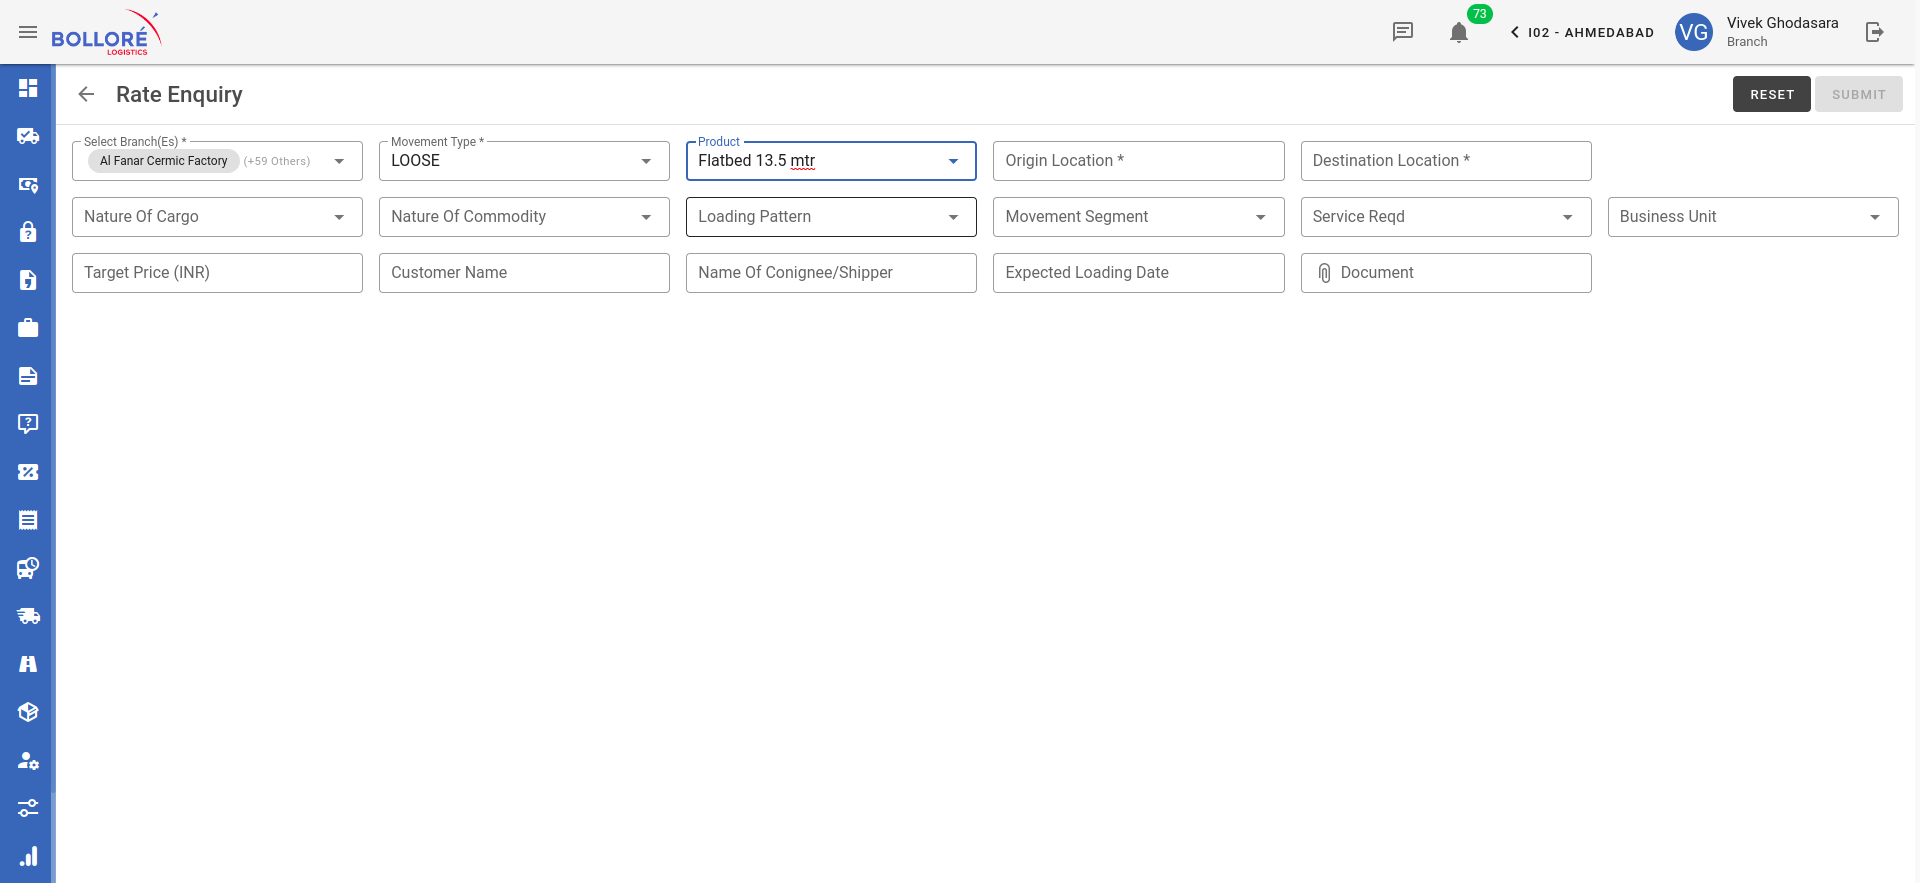 BOLLORÉ
LOGISTICS
73
I02 - AHMEDABAD
VG
Vivek Ghodasara
Branch
Rate Enquiry
RESET
SUBMIT
Select Branch(Es) *
Al Fanar Cermic Factory (+59 Others)
Movement Type *
LOOSE
Product
Flatbed 13.5 mtr
Origin Location *
Destination Location *
Nature Of Cargo
Nature Of Commodity
Loading Pattern
Movement Segment
Service Reqd
Business Unit
Target Price (INR)
Customer Name
Name Of Conignee/Shipper
Expected Loading Date
Document